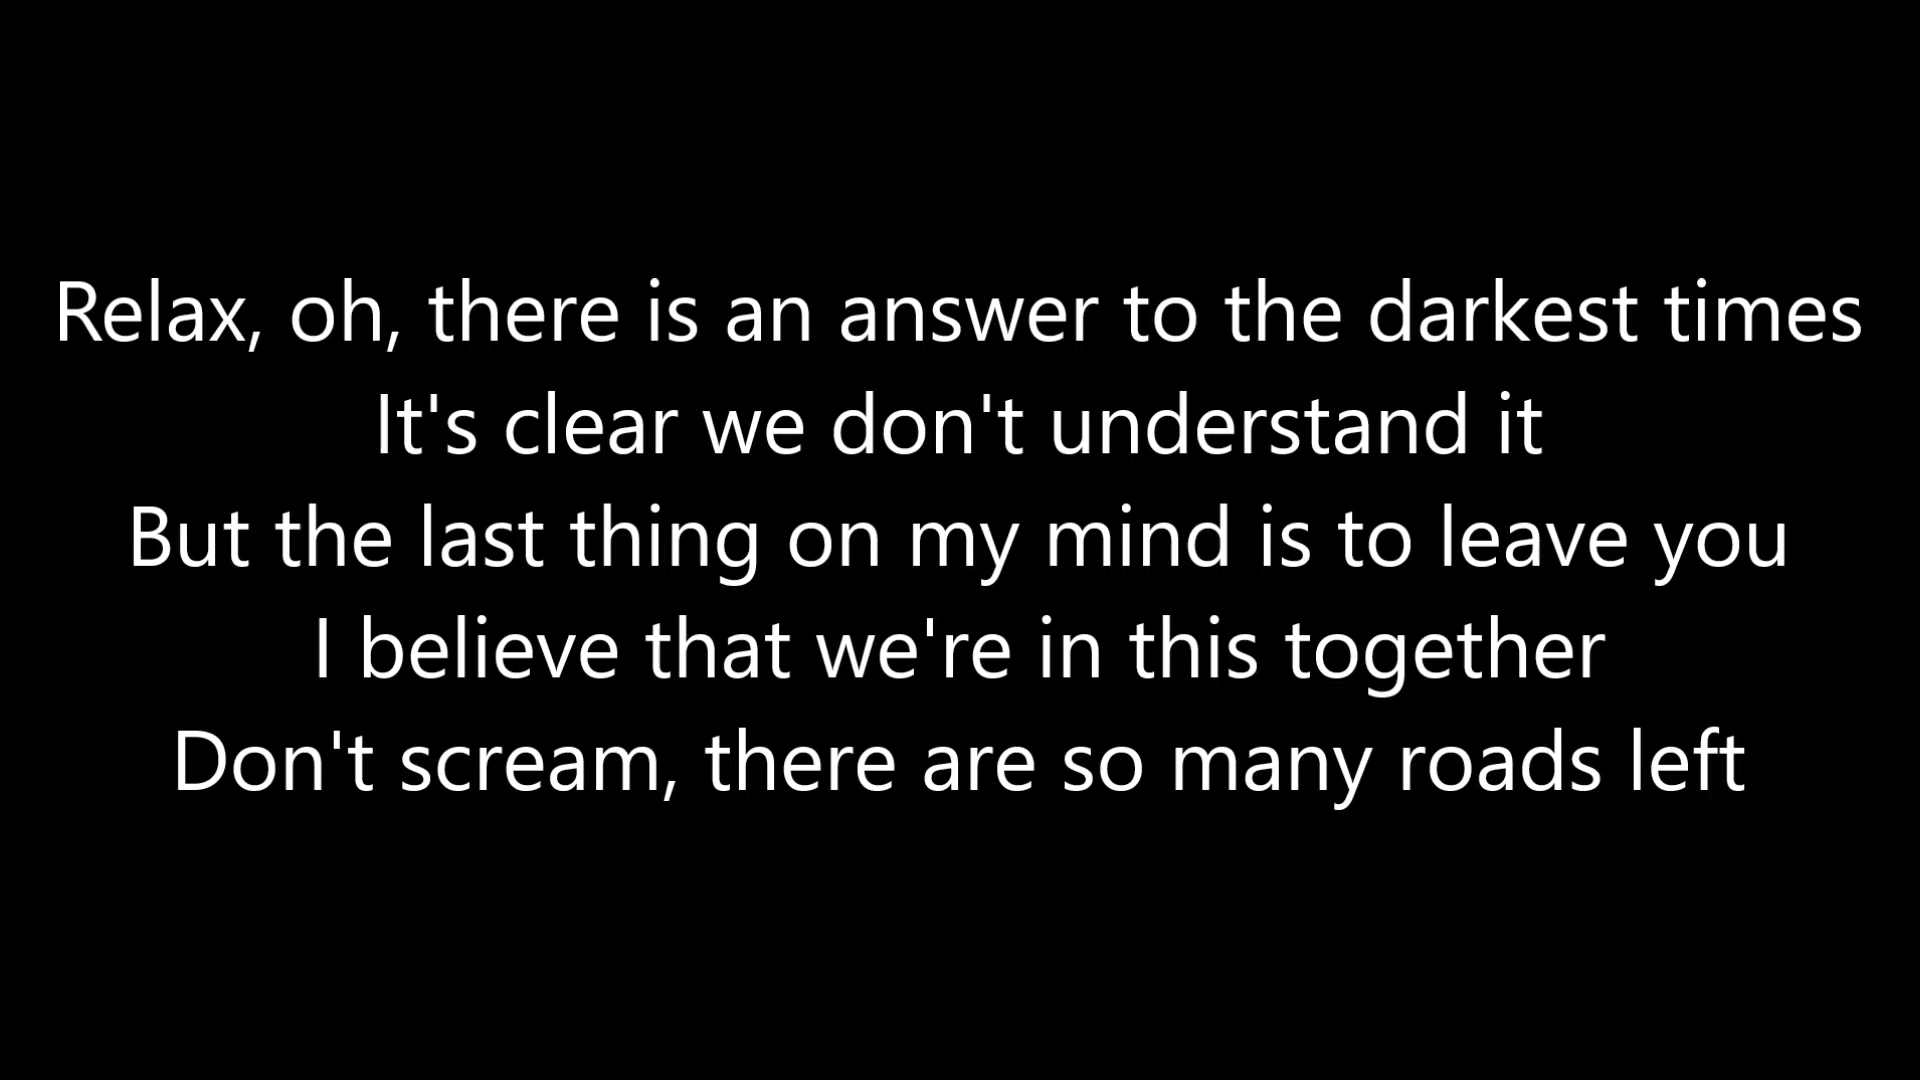 Relax, oh, there is an answer to the darkest times
It's clear we don't understand it
But the last thing on my mind is to leave you
I believe that we're in this together
Don't scream, there are so many roads left